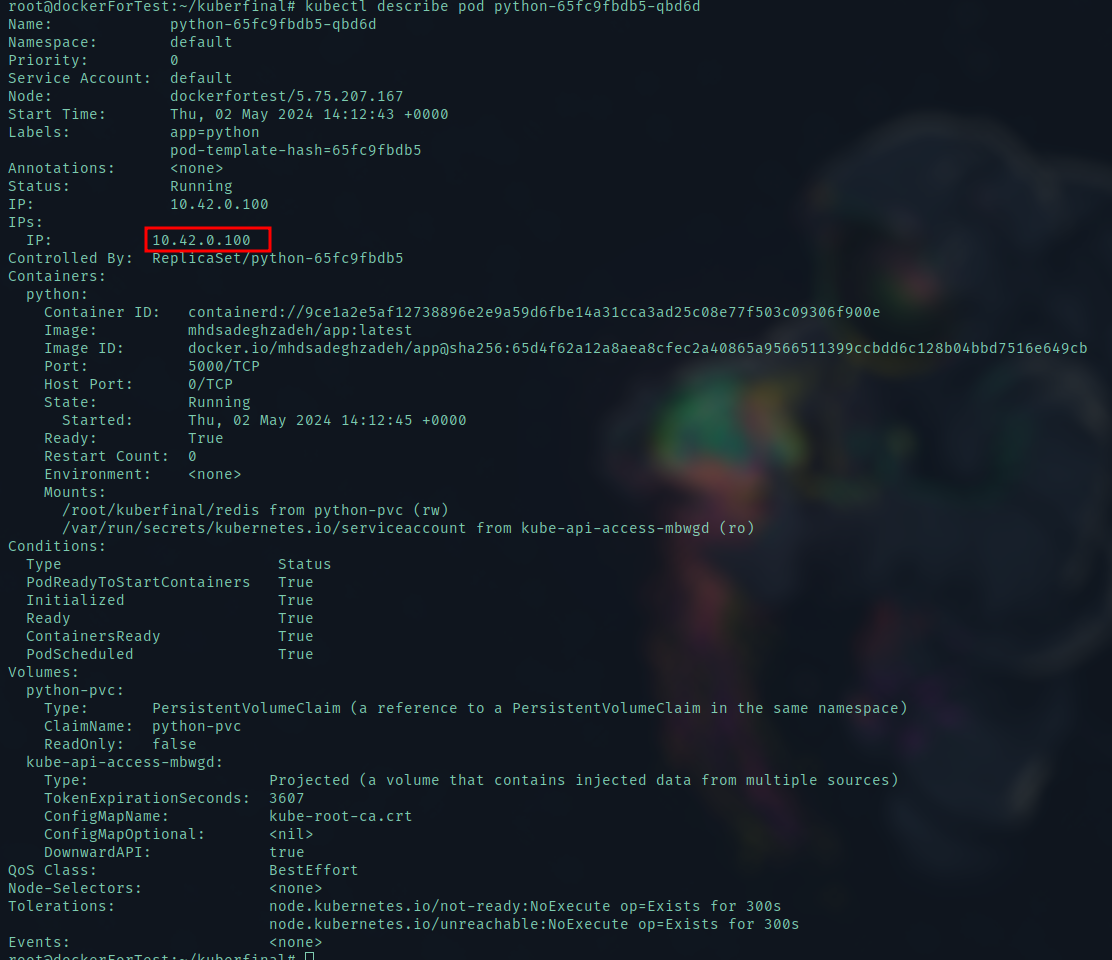 root@dockerForTest:~/kuberfinal# kubectl describe pod python-65fc9fbdb5-qbd6d
Name:             python-65fc9fbdb5-qbd6d
Namespace:        default
Priority:         0
Service Account:  default
Node:             dockerfortest/5.75.207.167
Start Time:       Thu, 02 May 2024 14:12:43 +0000
Labels:           app=python
                  pod-template-hash=65fc9fbdb5
Annotations:      <none>
Status:           Running
IP:               10.42.0.100
IPs:
  IP:           10.42.0.100
Controlled By:  ReplicaSet/python-65fc9fbdb5
Containers:
  python:
    Container ID:   containerd://9ce1a2e5af12738896e2e9a59d6fbe14a31cca3ad25c08e77f503c09306f900e
    Image:          mhdsadeghzadeh/app:latest
    Image ID:       docker.io/mhdsadeghzadeh/app@sha256:65d4f62a12a8aea8cfec2a40865a9566511399ccbdd6c128b04bbd7516e649cb
    Port:           5000/TCP
    Host Port:      0/TCP
    State:          Running
      Started:      Thu, 02 May 2024 14:12:45 +0000
    Ready:          True
    Restart Count:  0
    Environment:    <none>
    Mounts:
      /root/kuberfinal/redis from python-pvc (rw)
      /var/run/secrets/kubernetes.io/serviceaccount from kube-api-access-mbwgd (ro)
Conditions:
  Type                        Status
  PodReadyToStartContainers   True
  Initialized                 True
  Ready                       True
  ContainersReady             True
  PodScheduled                True
Volumes:
  python-pvc:
    Type:       PersistentVolumeClaim (a reference to a PersistentVolumeClaim in the same namespace)
    ClaimName:  python-pvc
    ReadOnly:   false
  kube-api-access-mbwgd:
    Type:                    Projected (a volume that contains injected data from multiple sources)
    TokenExpirationSeconds:  3607
    ConfigMapName:           kube-root-ca.crt
    ConfigMapOptional:       <nil>
    DownwardAPI:             true
QoS Class:                   BestEffort
Node-Selectors:              <none>
Tolerations:                 node.kubernetes.io/not-ready:NoExecute op=Exists for 300s
                             node.kubernetes.io/unreachable:NoExecute op=Exists for 300s
Events:                      <none>
root@dockerForTest:~/kuberfinal#